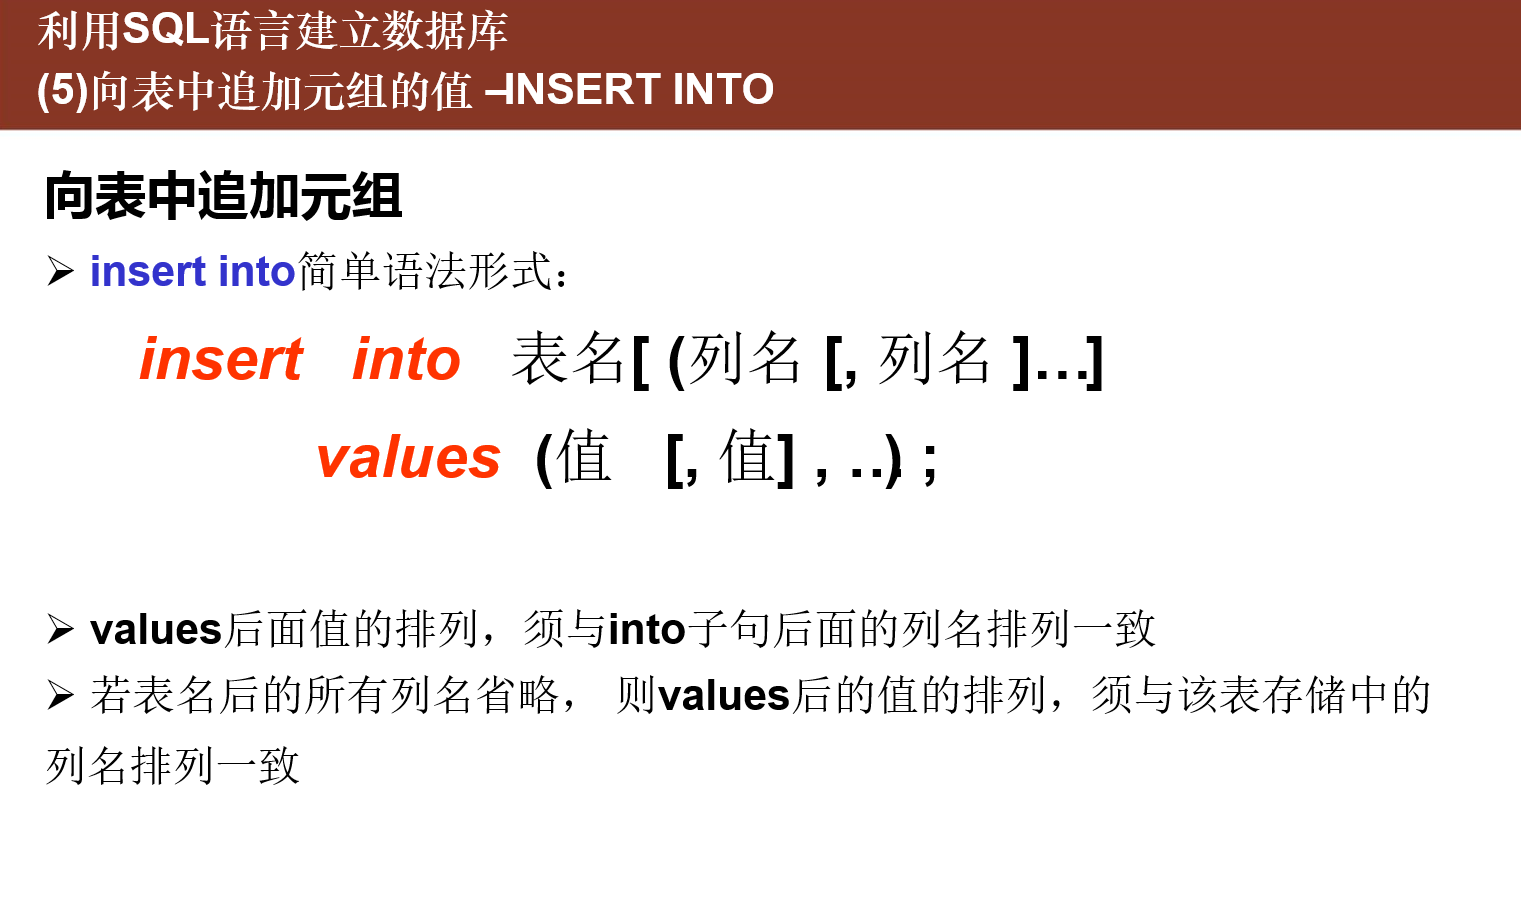 利用SQL语言建立数据库
(5)向表中追加元组的值 –INSERT INTO
向表中追加元组
➢ insert into简单语法形式：
insert into 表名[ (列名 [, 列名 ]…]
values (值 [, 值] , …) ;
➢ values后面值的排列，须与into子句后面的列名排列一致
➢ 若表名后的所有列名省略， 则values后的值的排列，须与该表存储中的
列名排列一致